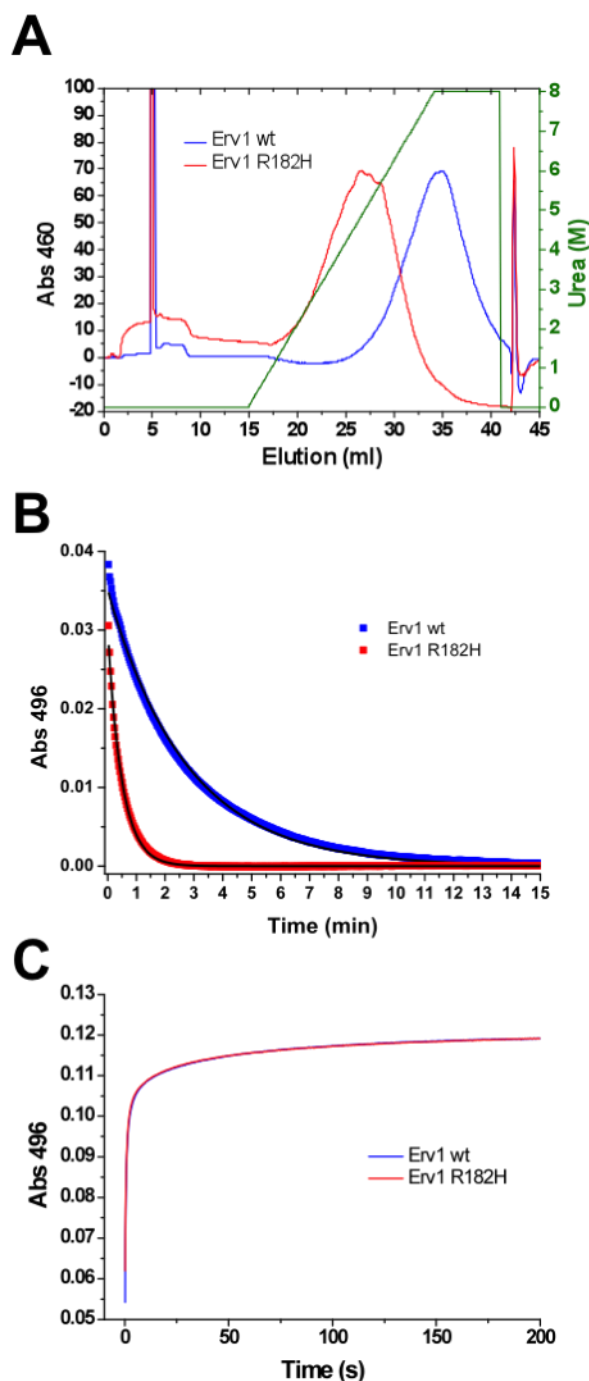 A
100
90
80
70
60
50
40
30
20
10
0
-10
-20
Abs 460
Erv1 wt
Erv1 R182H
8
7
6
5
4
3
2
1
0
Urea (M)
0 5 10 15 20 25 30 35 40 45
Elution (ml)
B
0.04
0.03
0.02
0.01
0.00
Abs 496
Erv1 wt
Erv1 R182H
0 1 2 3 4 5 6 7 8 9 10 11 12 13 14 15
Time (min)
C
0.13
0.12
0.11
0.10
0.09
0.08
0.07
0.06
0.05
Abs 496
Erv1 wt
Erv1 R182H
0 50 100 150 200
Time (s)